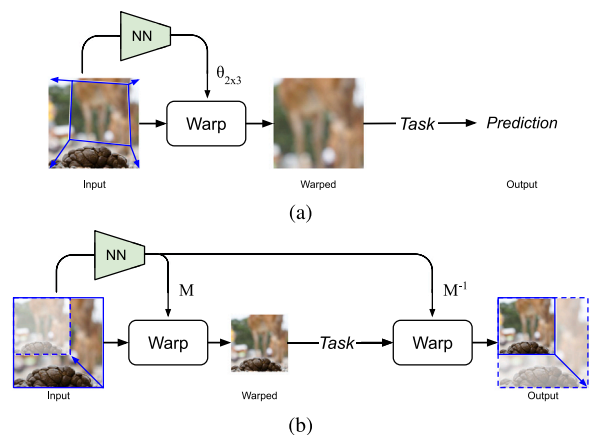 NN
θ2x3
Warp
Task
Prediction
Input
Warped
Output
(a)
NN
M
M-1
Warp
Task
Warp
Input
Warped
Output
(b)